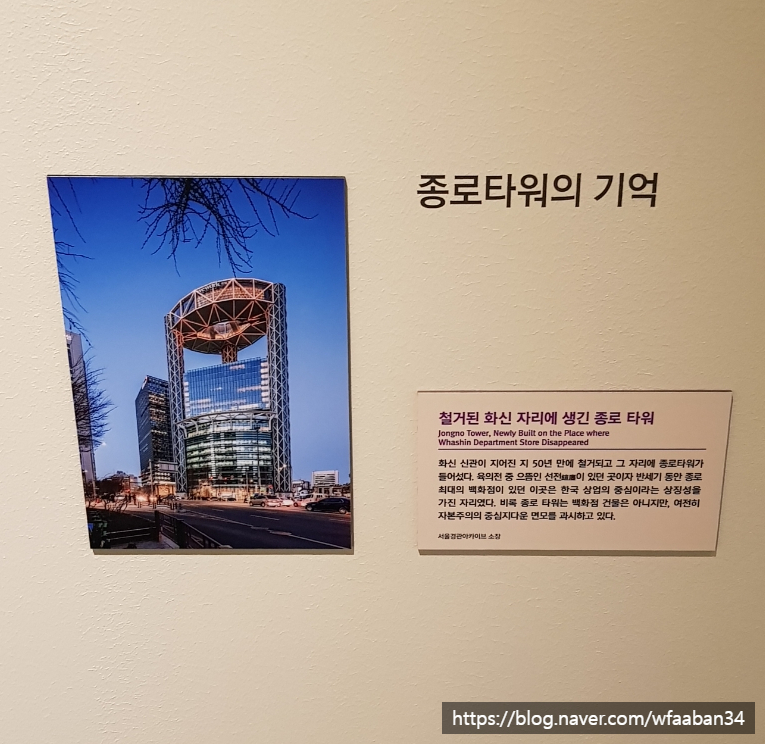 종로타워의 기억
철거된 화신 자리에 생긴 종로 타워
Jongno Tower, Newly Built on the Place where
Whashin Department Store Disappeared
화신 신관이 지어진 지 50년 만에 철거되고 그 자리에 종로타워가
들어섰다. 육의전 중 으뜸인 선전이 있던 곳이자 반세기 동안 종로
최대의 백화점이 있던 이곳은 한국 상업의 중심이라는 상징성을
가진 자리였다. 비록 종로 타워는 백화점 건물은 아니지만, 여전히
자본주의의 중심지다운 면모를 과시하고 있다.
서울경관아카이브 소장
https://blog.naver.com/wfaaban34